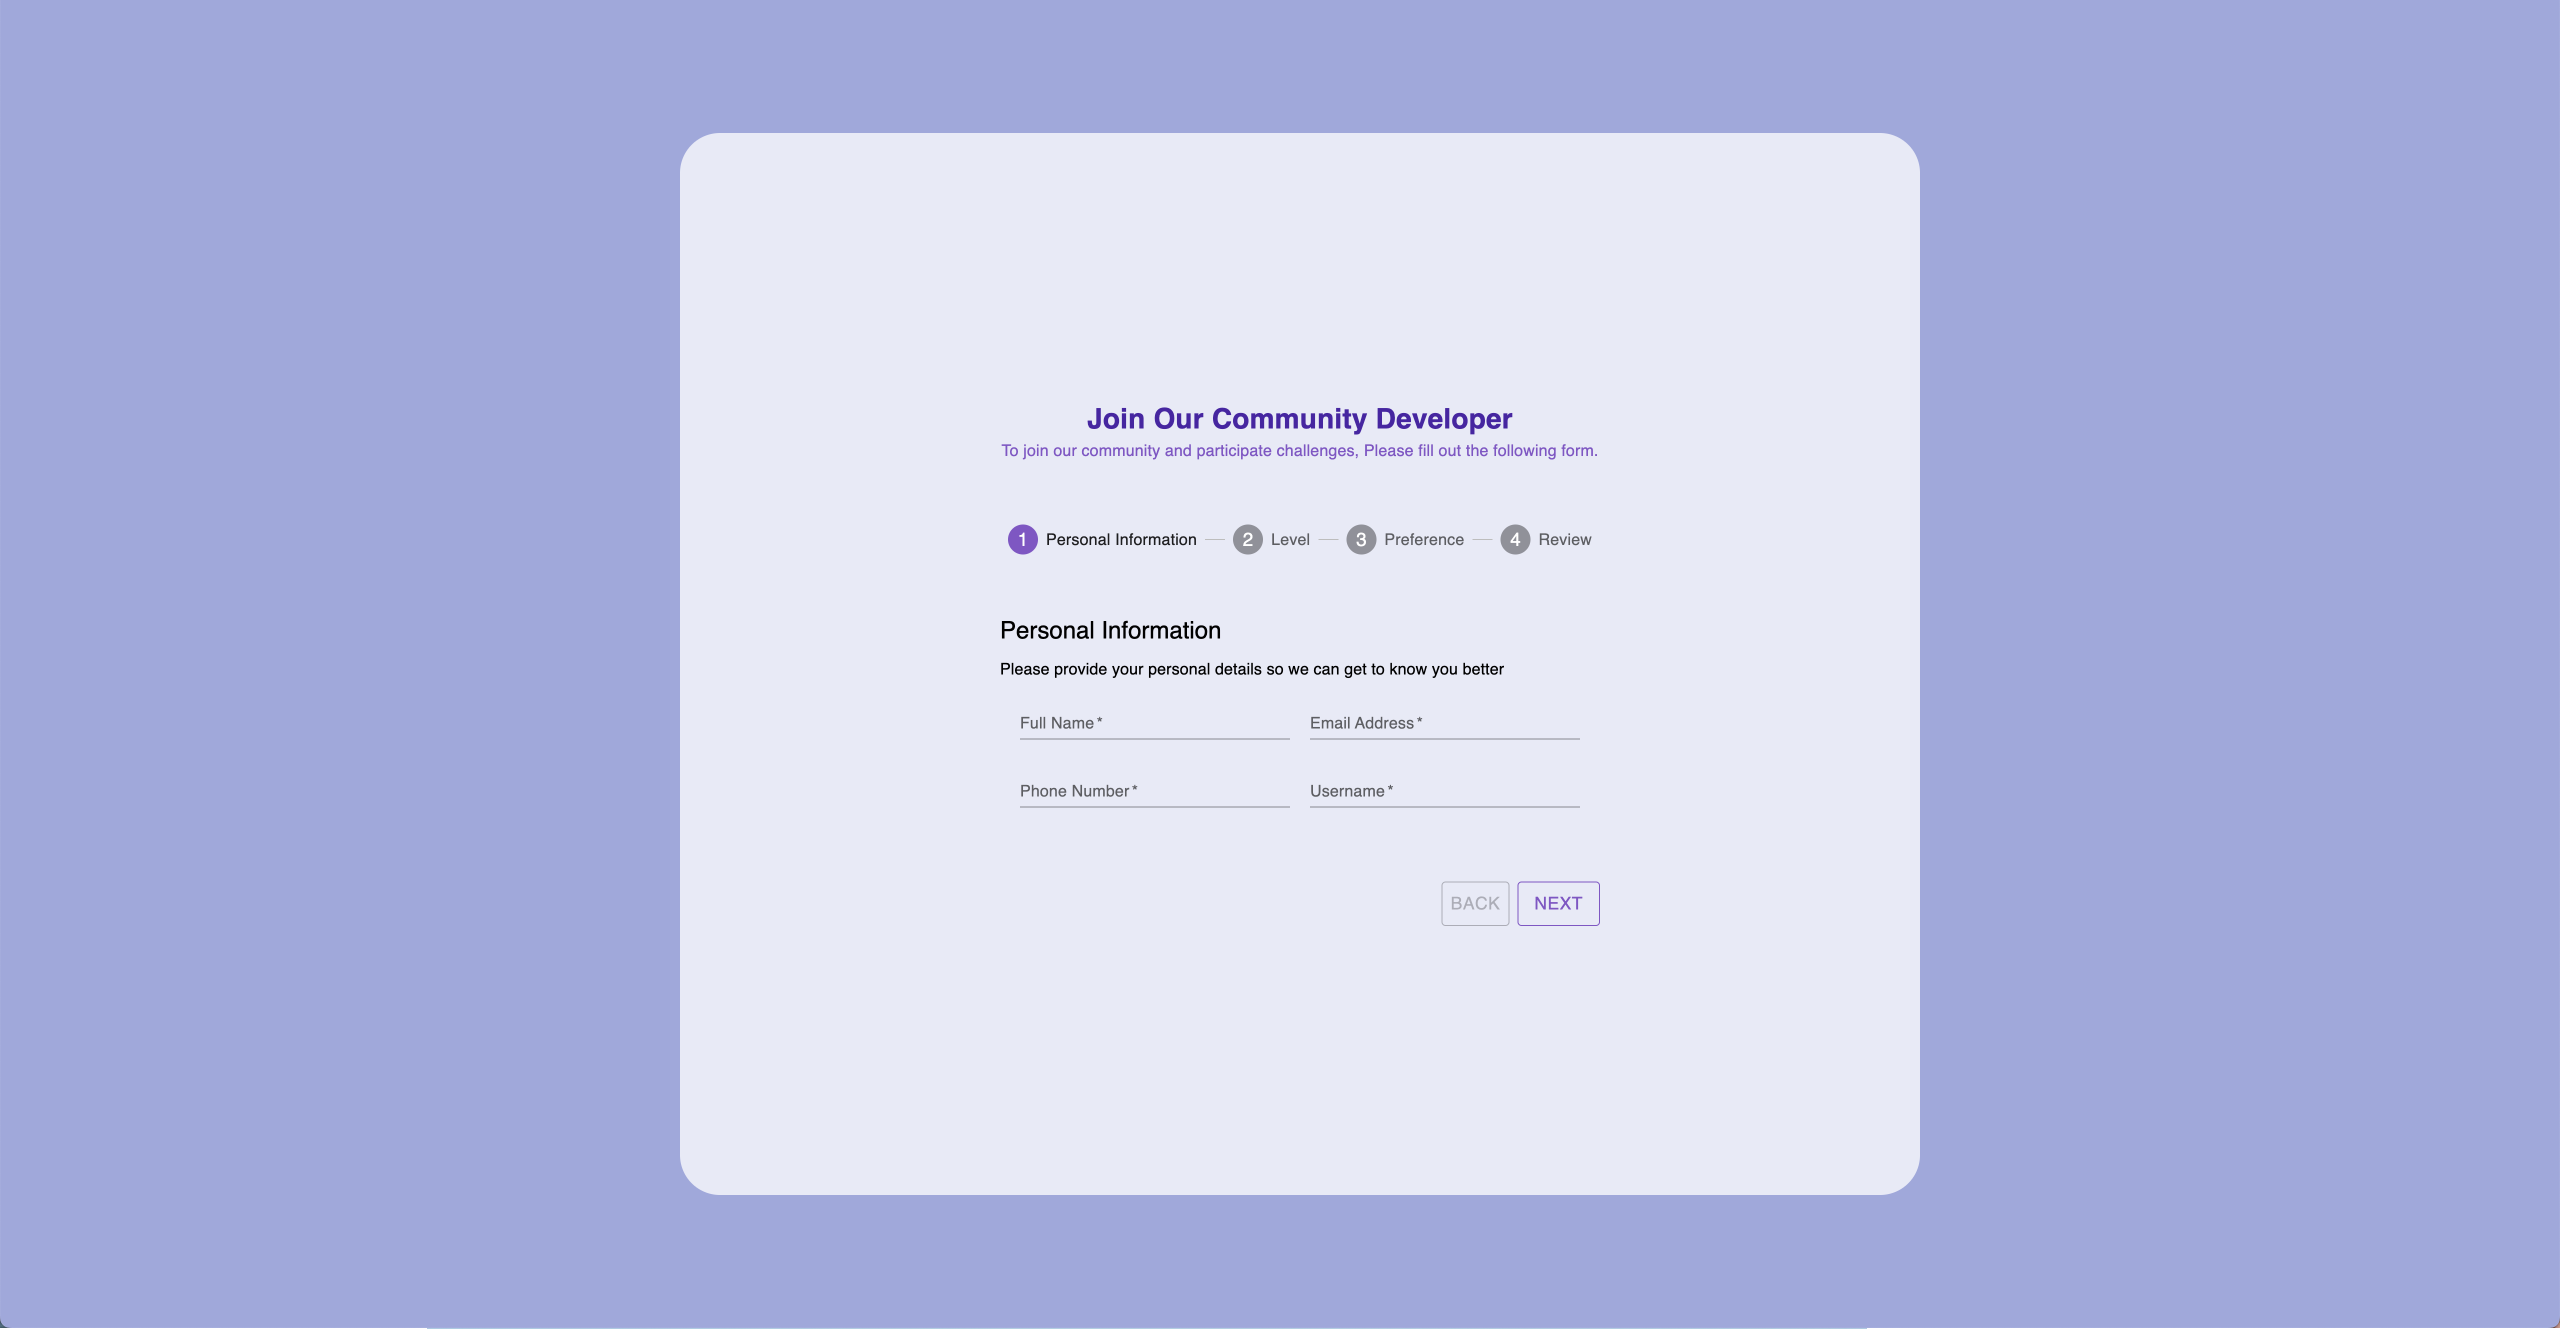 Join Our Community Developer
To join our community and participate challenges, Please fill out the following form.
1 Personal Information 2 Level 3 Preference 4 Review
Personal Information
Please provide your personal details so we can get to know you better
Full Name * Email Address *
Phone Number * Username *
BACK NEXT